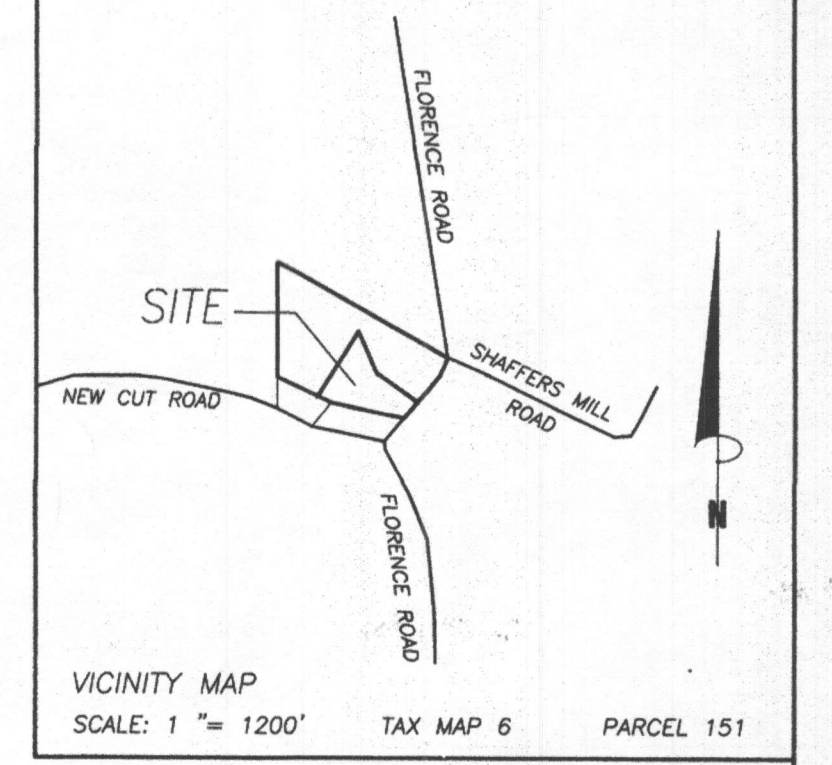 FLORENCE ROAD
SITE
SHAFFERS MILL
ROAD
NEW CUT ROAD
FLORENCE ROAD
N
VICINITY MAP
SCALE: 1 "= 1200' TAX MAP 6 PARCEL 151